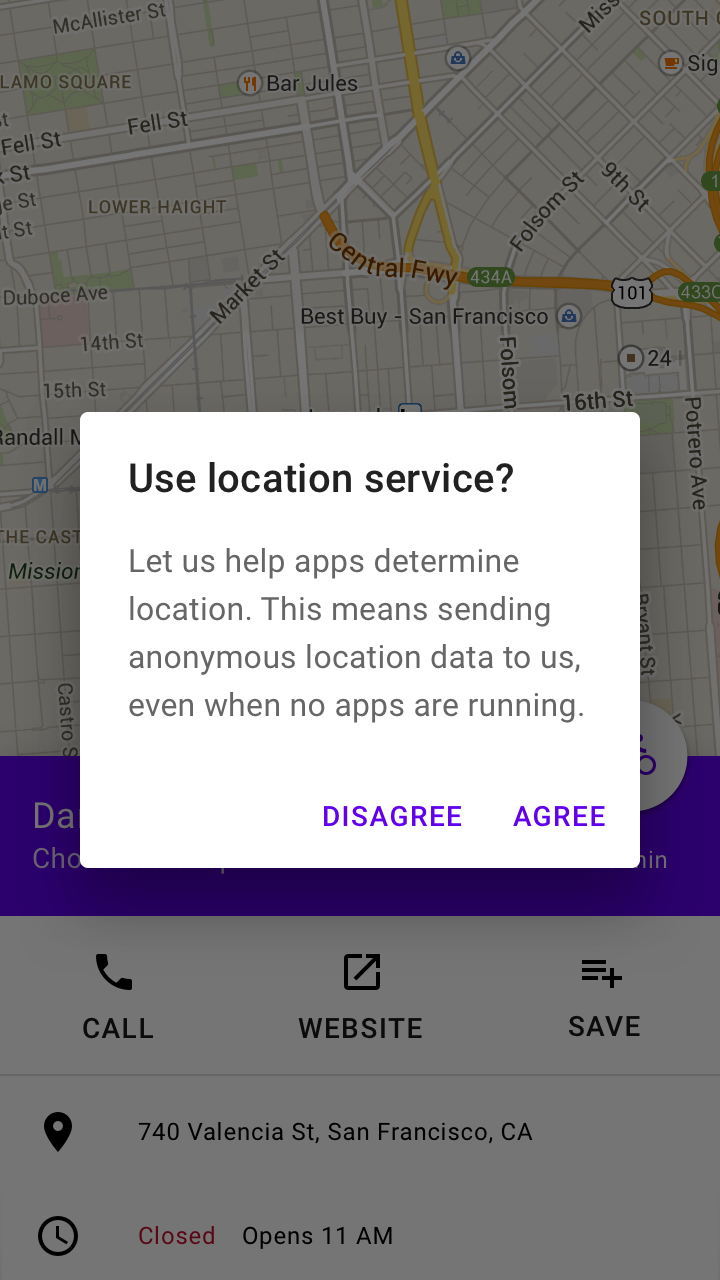 McAllister St
SOUTH
Bar Jules
LAMO SQUARE
Fell St
Fell St
St
9th St
St
LOWER HAIGHT
Folsom St
St
Central Fwy
434A
Market St
101
433C
Duboce Ave
Best Buy - San Francisco
14th St
Folsom
24
15th St
16th St
Potrero Ave
Randall
M
Use location service?
THE CAST
Mission
Let us help apps determine
location. This means sending
anonymous location data to us,
even when no apps are running.
Bryant St
Castro S
DISAGREE
AGREE
CALL
WEBSITE
SAVE
740 Valencia St, San Francisco, CA
Closed Opens 11 AM